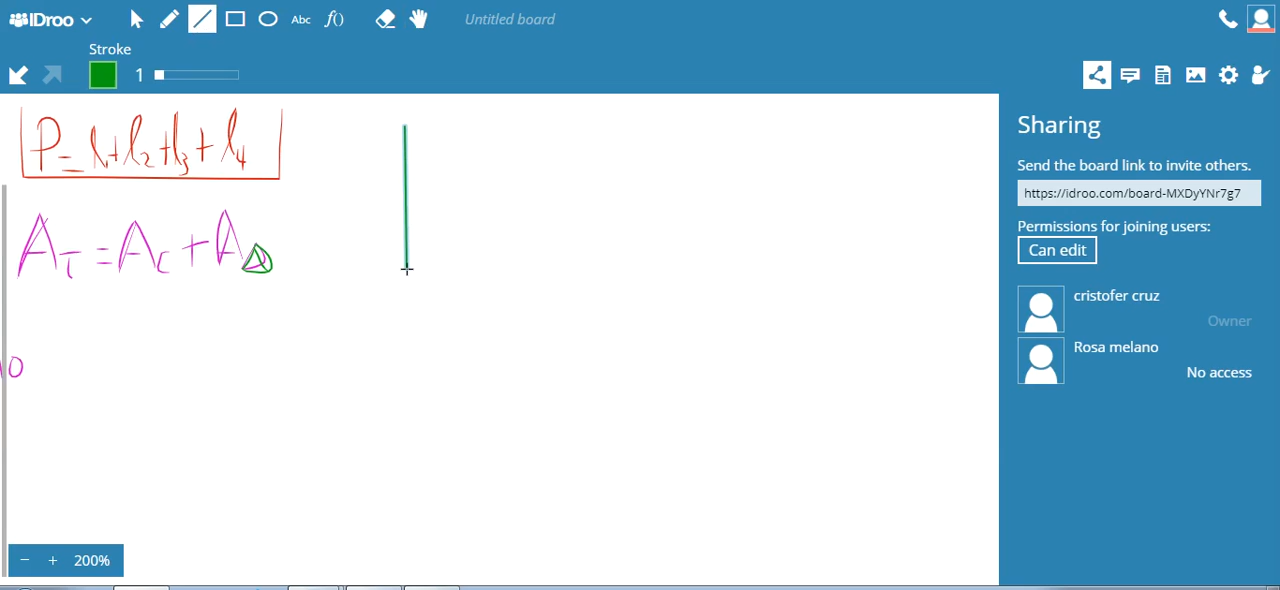 IDroo
Abc
f()
Untitled board
Stroke
1
P = l1+l2+l3+l4
AT = AC + A△
10
200%
Sharing
Send the board link to invite others.
https://idroo.com/board-MXDyYNr7g7
Permissions for joining users:
Can edit
cristofer cruz
Owner
Rosa melano
No access